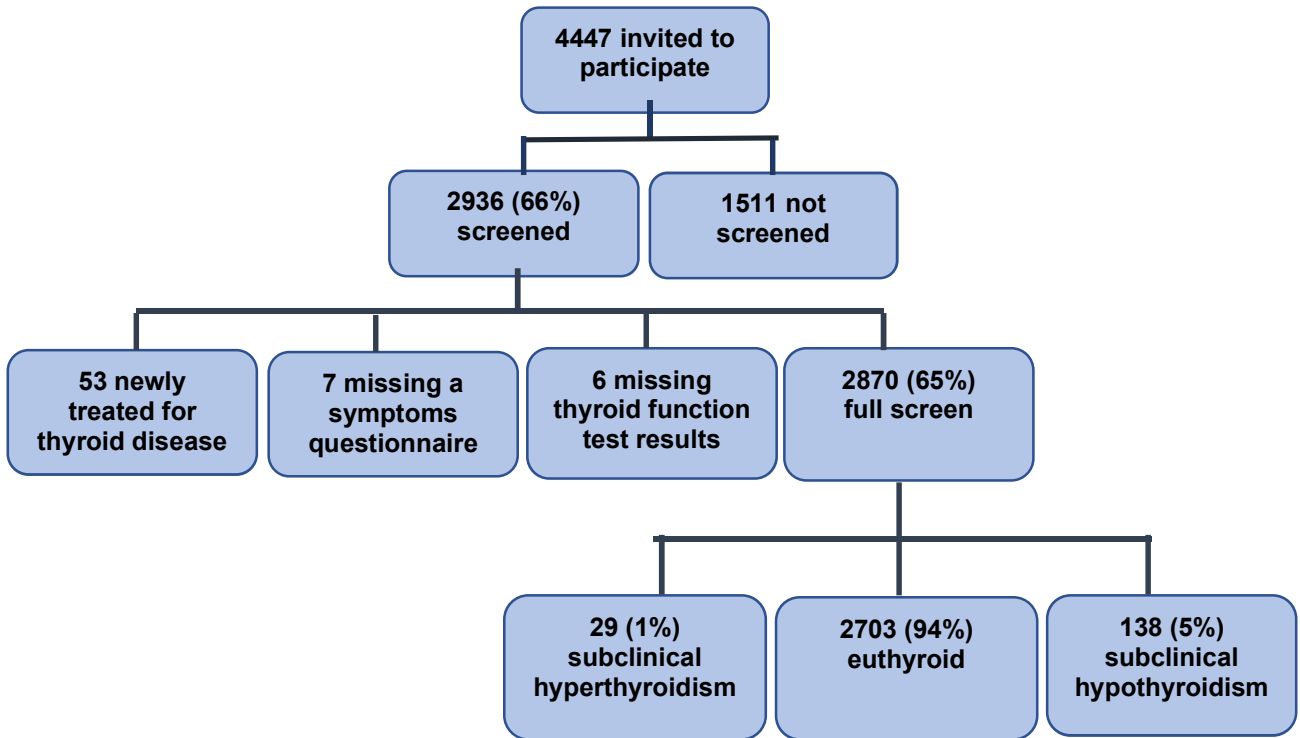 4447 invited to
participate
2936 (66%)
screened
1511 not
screened
53 newly
treated for
thyroid disease
7 missing a
symptoms
questionnaire
6 missing
thyroid function
test results
2870 (65%)
full screen
29 (1%)
subclinical
hyperthyroidism
2703 (94%)
euthyroid
138 (5%)
subclinical
hypothyroidism